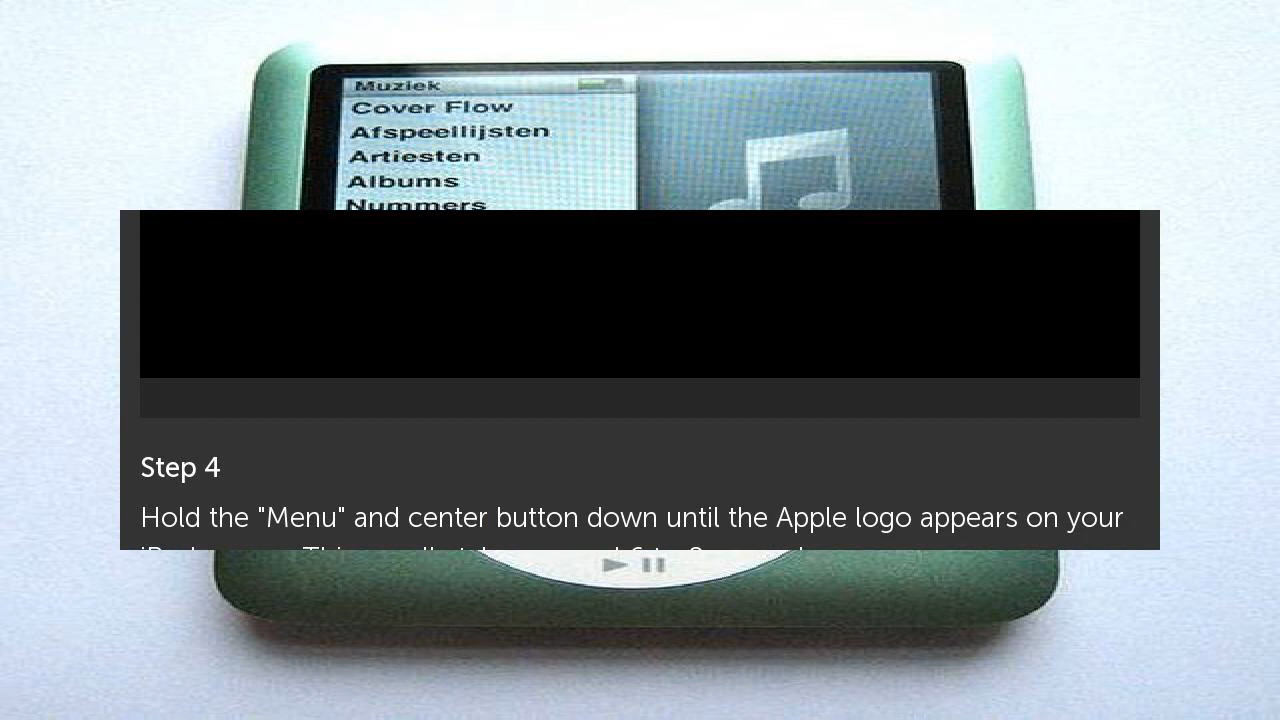 Muziek
Cover Flow
Afspeellijsten
Artiesten
Albums
Nummers
Step 4
Hold the "Menu" and center button down until the Apple logo appears on your